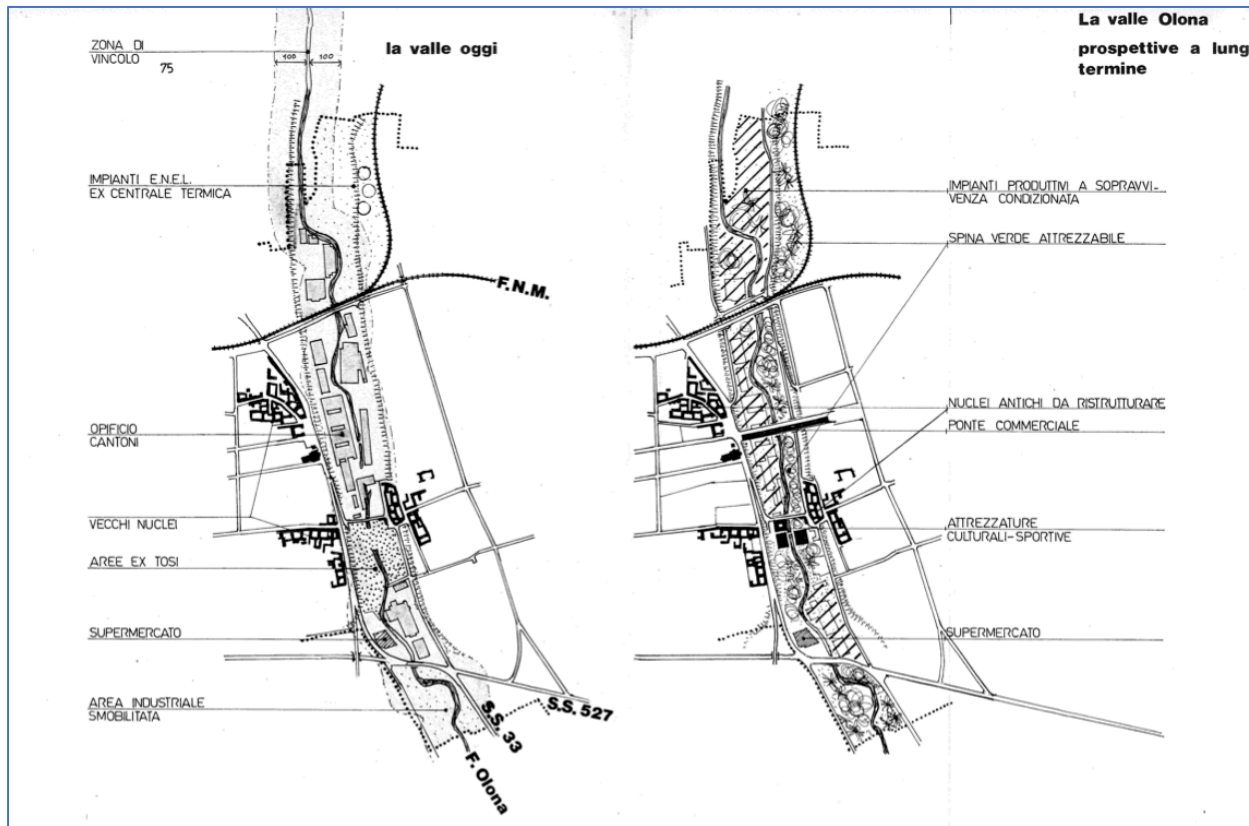 la valle oggi
ZONA DI
VINCOLO 75
100 100
IMPIANTI E.N.E.L.
EX CENTRALE TERMICA
F.N.M.
OPIFICIO
CANTONI
VECCHI NUCLEI
AREE EX TOSI
SUPERMERCATO
AREA INDUSTRIALE
SMOBILITATA
S.S. 33
S.S. 527
F. Olona
La valle Olona
prospettive a lung
termine
IMPIANTI PRODUTTIVI A SOPRAVVI-
VENZA CONDIZIONATA
SPINA VERDE ATTREZZABILE
NUCLEI ANTICHI DA RISTRUTTURARE
PONTE COMMERCIALE
ATTREZZATURE
CULTURALI-SPORTIVE
SUPERMERCATO